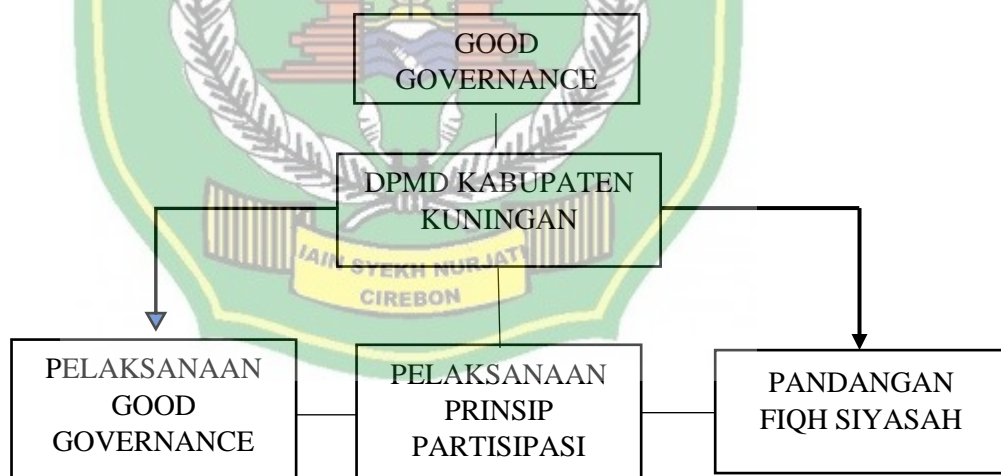 GOOD
GOVERNANCE
DPMD KABUPATEN
KUNINGAN
IAIN SYEKH NURJATI
CIREBON
PELAKSANAAN
GOOD
GOVERNANCE
PELAKSANAAN
PRINSIP
PARTISIPASI
PANDANGAN
FIQH SIYASAH